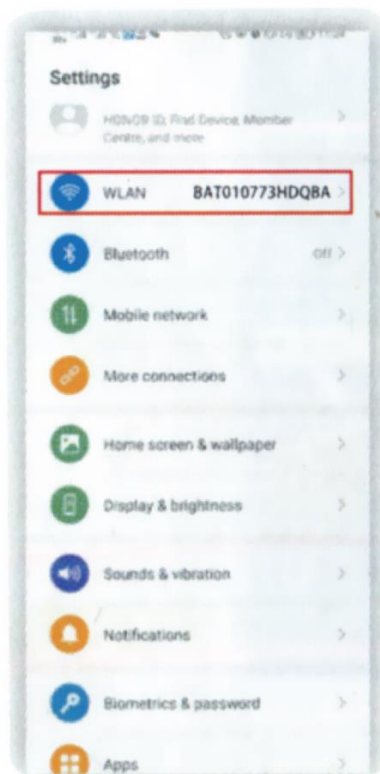 Settings
HONOR ID, Find Device, Member
Centre, and more
WLAN BAT010773HDQBA
Bluetooth off
Mobile network
More connections
Home screen & wallpaper
Display & brightness
Sounds & vibration
Notifications
Biometrics & password
Apps